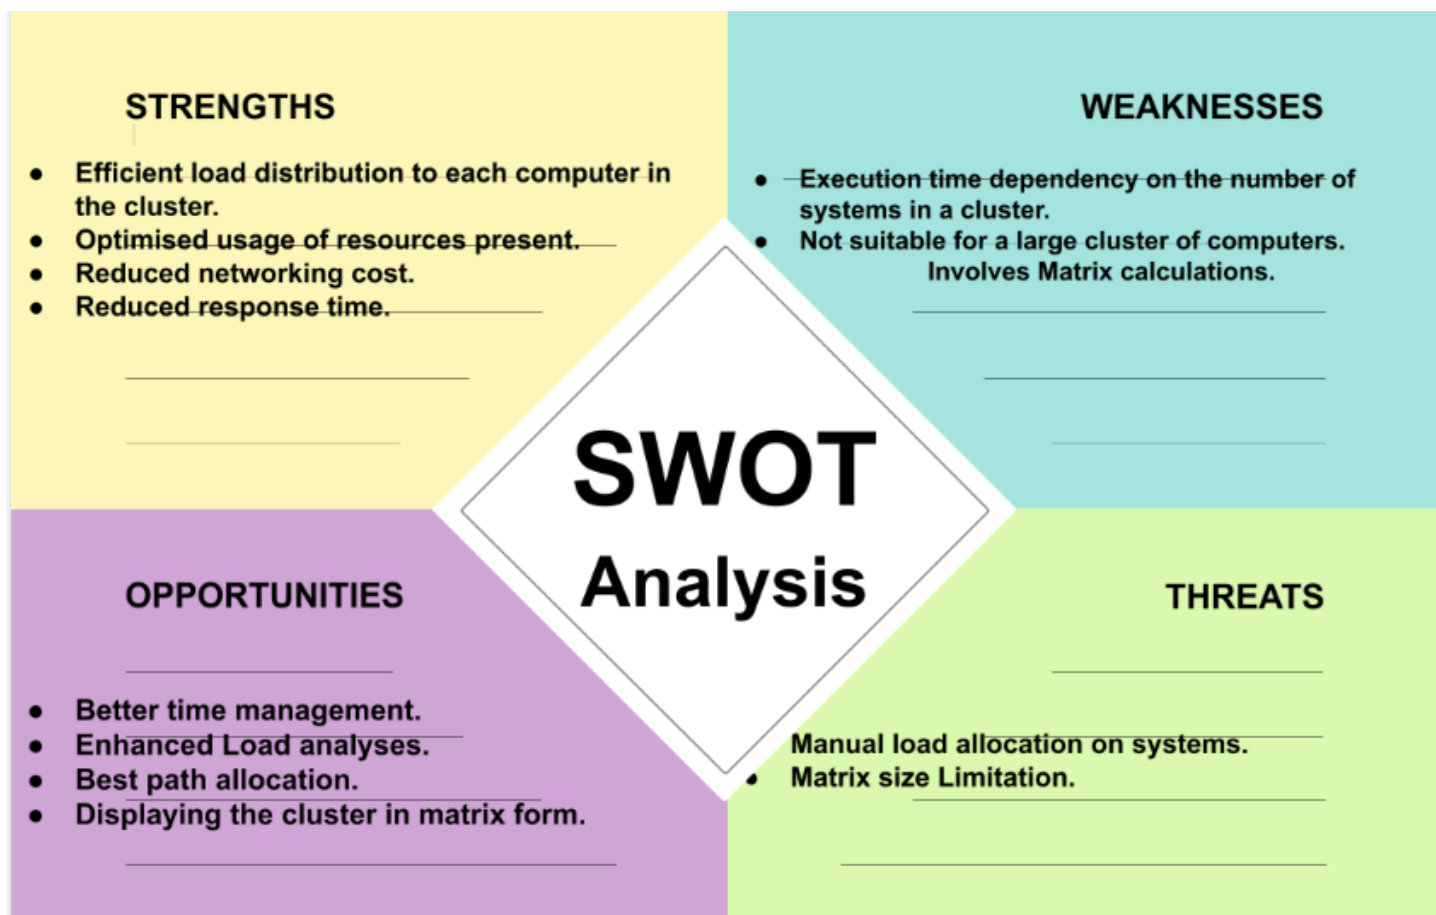 STRENGTHS
● Efficient load distribution to each computer in
the cluster.
● Optimised usage of resources present.
● Reduced networking cost.
● Reduced response time.
WEAKNESSES
● Execution time dependency on the number of
systems in a cluster.
● Not suitable for a large cluster of computers.
Involves Matrix calculations.
SWOT
Analysis
OPPORTUNITIES
● Better time management.
● Enhanced Load analyses.
● Best path allocation.
● Displaying the cluster in matrix form.
THREATS
Manual load allocation on systems.
● Matrix size Limitation.